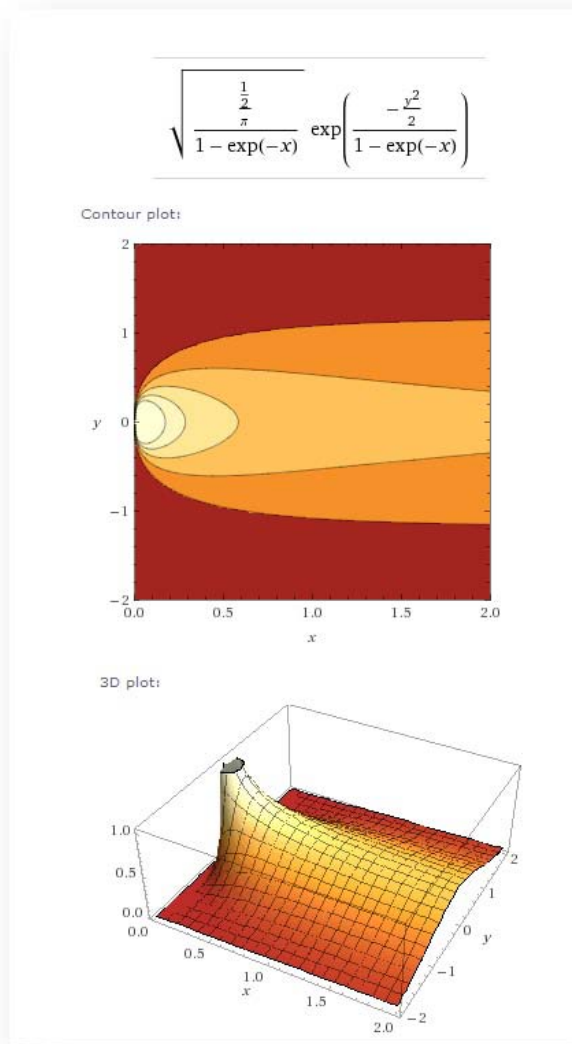 √((1/2)/π / (1 − exp(−x))) exp((−y²/2) / (1 − exp(−x)))
Contour plot:
2
1
y 0
−1
−2
0.0 0.5 1.0 1.5 2.0
x
3D plot:
1.0
0.5
0.0
0.0
0.5
1.0
x
1.5
2.0
2
1
0
y
−1
−2